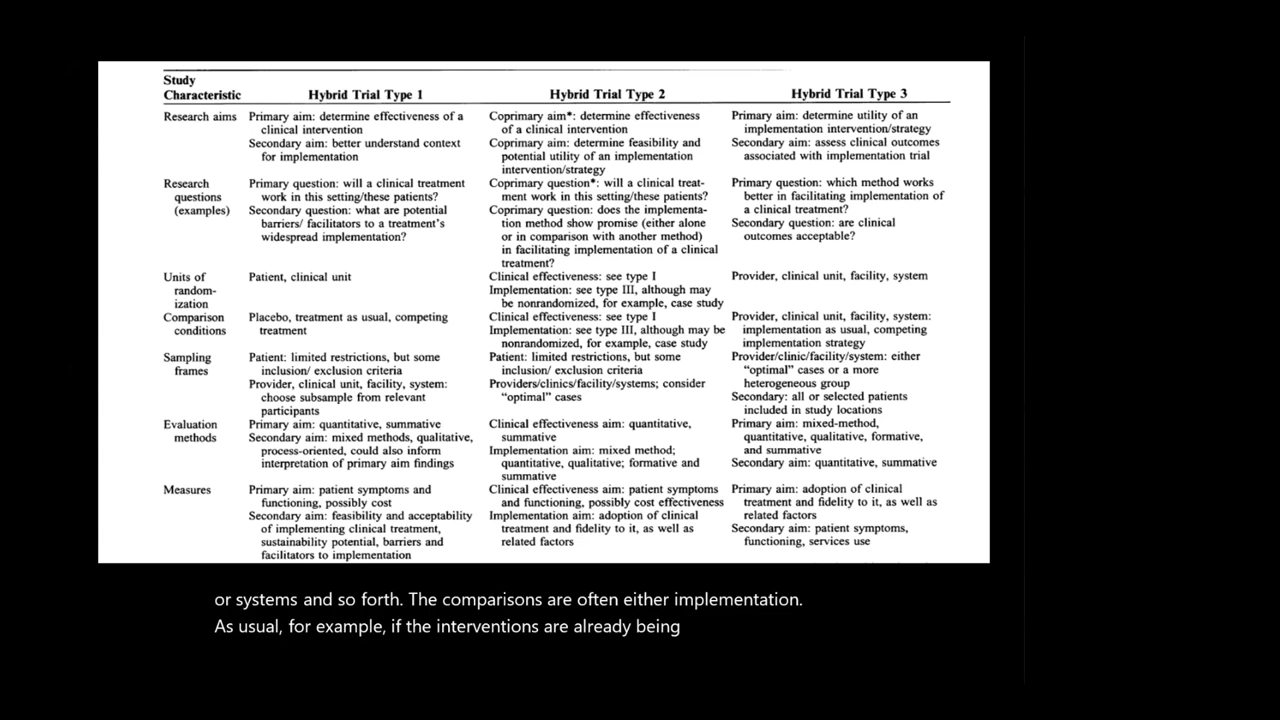 Study
Characteristic
Hybrid Trial Type 1
Hybrid Trial Type 2
Hybrid Trial Type 3
Research aims
Primary aim: determine effectiveness of a
clinical intervention
Secondary aim: better understand context
for implementation
Coprimary aim*: determine effectiveness
of a clinical intervention
Coprimary aim: determine feasibility and
potential utility of an implementation
intervention/strategy
Primary aim: determine utility of an
implementation intervention/strategy
Secondary aim: assess clinical outcomes
associated with implementation trial
Research
questions
(examples)
Primary question: will a clinical treatment
work in this setting/these patients?
Secondary question: what are potential
barriers/ facilitators to a treatment's
widespread implementation?
Coprimary question*: will a clinical treat-
ment work in this setting/these patients?
Coprimary question: does the implementa-
tion method show promise (either alone
or in comparison with another method)
in facilitating implementation of a clinical
treatment?
Primary question: which method works
better in facilitating implementation of
a clinical treatment?
Secondary question: are clinical
outcomes acceptable?
Units of
random-
ization
Patient, clinical unit
Clinical effectiveness: see type I
Implementation: see type III, although may
be nonrandomized, for example, case study
Provider, clinical unit, facility, system
Comparison
conditions
Placebo, treatment as usual, competing
treatment
Clinical effectiveness: see type I
Implementation: see type III, although may be
nonrandomized, for example, case study
Provider, clinical unit, facility, system:
implementation as usual, competing
implementation strategy
Sampling
frames
Patient: limited restrictions, but some
inclusion/ exclusion criteria
Provider, clinical unit, facility, system:
choose subsample from relevant
participants
Patient: limited restrictions, but some
inclusion/ exclusion criteria
Providers/clinics/facility/systems; consider
"optimal" cases
Provider/clinic/facility/system: either
"optimal" cases or a more
heterogeneous group
Secondary: all or selected patients
included in study locations
Evaluation
methods
Primary aim: quantitative, summative
Secondary aim: mixed methods, qualitative,
process-oriented, could also inform
interpretation of primary aim findings
Clinical effectiveness aim: quantitative,
summative
Implementation aim: mixed method;
quantitative, qualitative; formative and
summative
Primary aim: mixed-method,
quantitative, qualitative, formative,
and summative
Secondary aim: quantitative, summative
Measures
Primary aim: patient symptoms and
functioning, possibly cost
Secondary aim: feasibility and acceptability
of implementing clinical treatment,
sustainability potential, barriers and
facilitators to implementation
Clinical effectiveness aim: patient symptoms
and functioning, possibly cost effectiveness
Implementation aim: adoption of clinical
treatment and fidelity to it, as well as
related factors
Primary aim: adoption of clinical
treatment and fidelity to it, as well as
related factors
Secondary aim: patient symptoms,
functioning, services use
or systems and so forth. The comparisons are often either implementation.
As usual, for example, if the interventions are already being